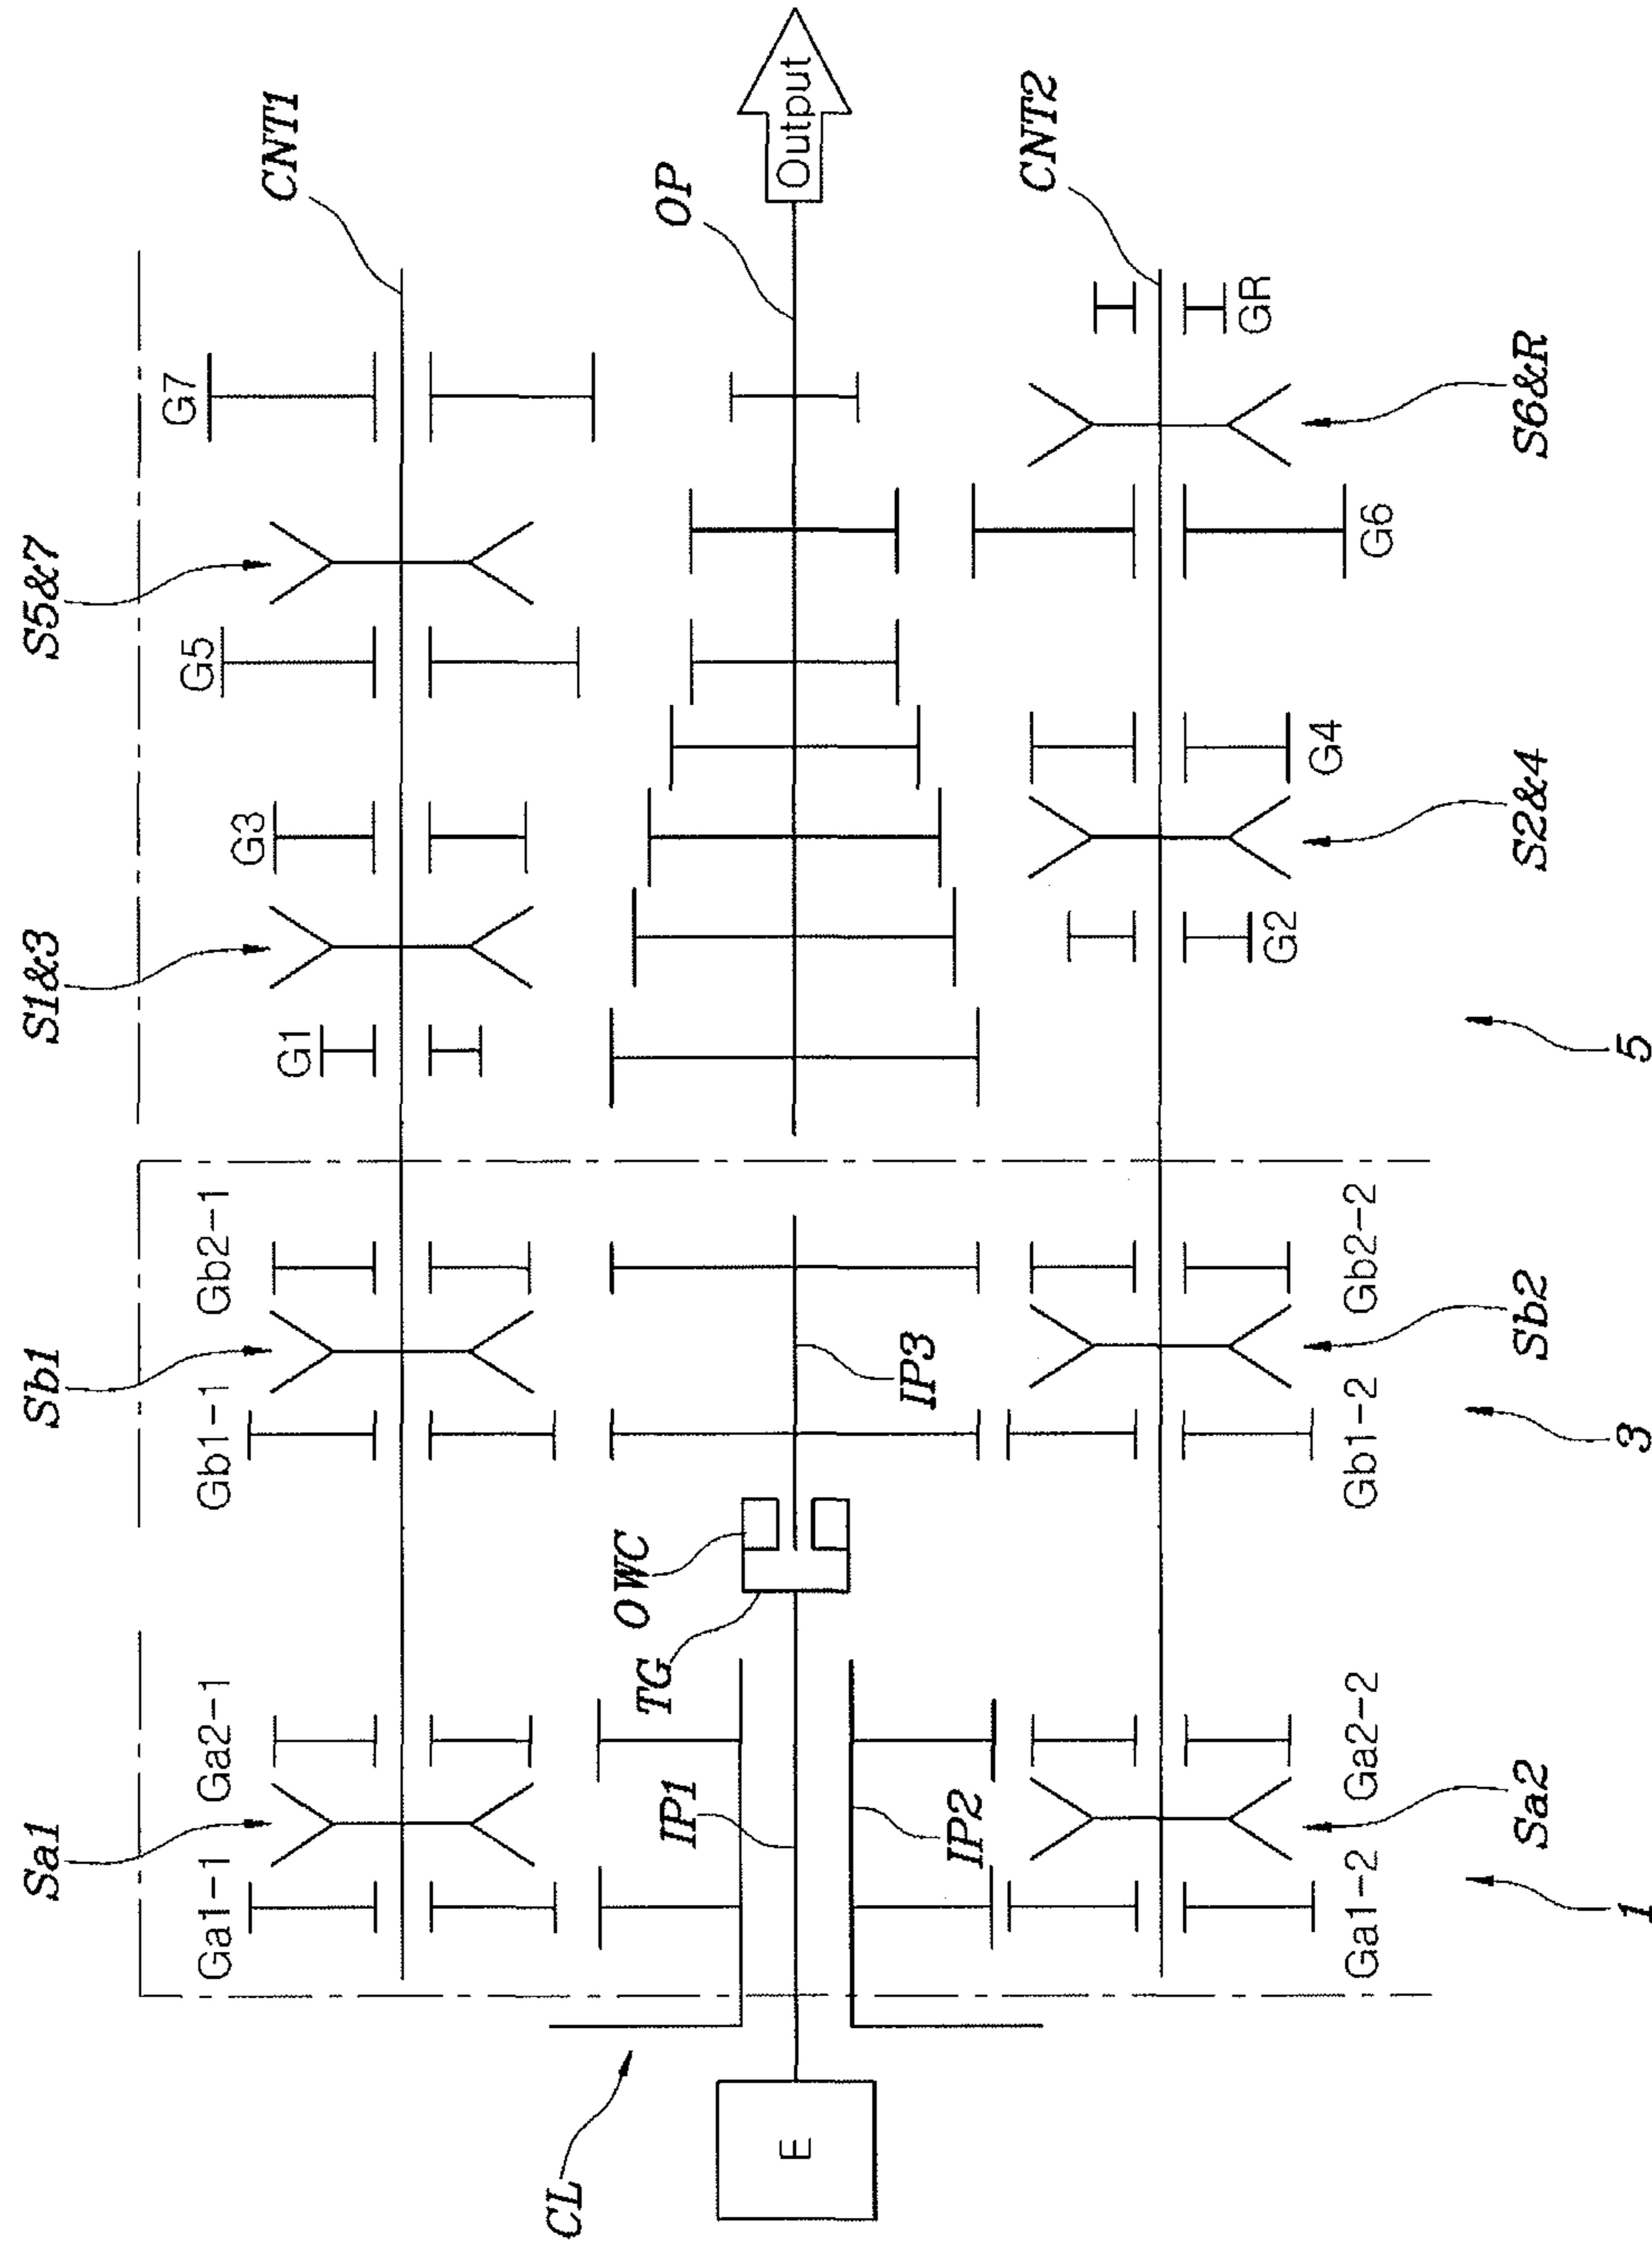 S5&7
S1&3
Sb1
Sa1
G7
G5
G3
G1
Gb2-1
Gb1-1
Ga2-1
Ga1-1
CNT1
Output
OP
OWC
TG
IP3
IP1
IP2
CL
E
CNT2
GR
G6
G4
G2
Gb2-2
Gb1-2
Ga2-2
Ga1-2
S6&R
S2&4
Sb2
Sa2
5
3
1